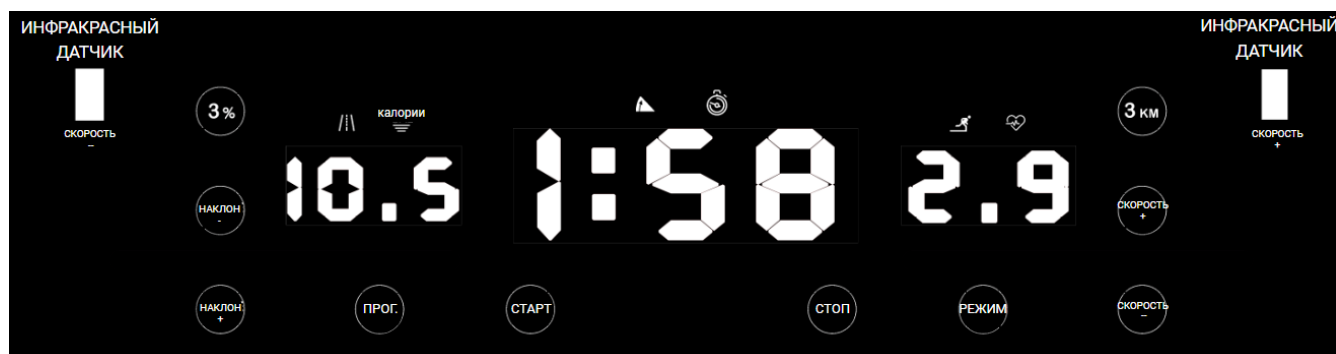 ИНФРАКРАСНЫЙ
ДАТЧИК
СКОРОСТЬ
–
3 %
НАКЛОН
-
НАКЛОН
+
калории
10.5
1:58
2.9
ПРОГ.
СТАРТ
СТОП
РЕЖИМ
3 КМ
СКОРОСТЬ
+
СКОРОСТЬ
–
ИНФРАКРАСНЫЙ
ДАТЧИК
СКОРОСТЬ
+